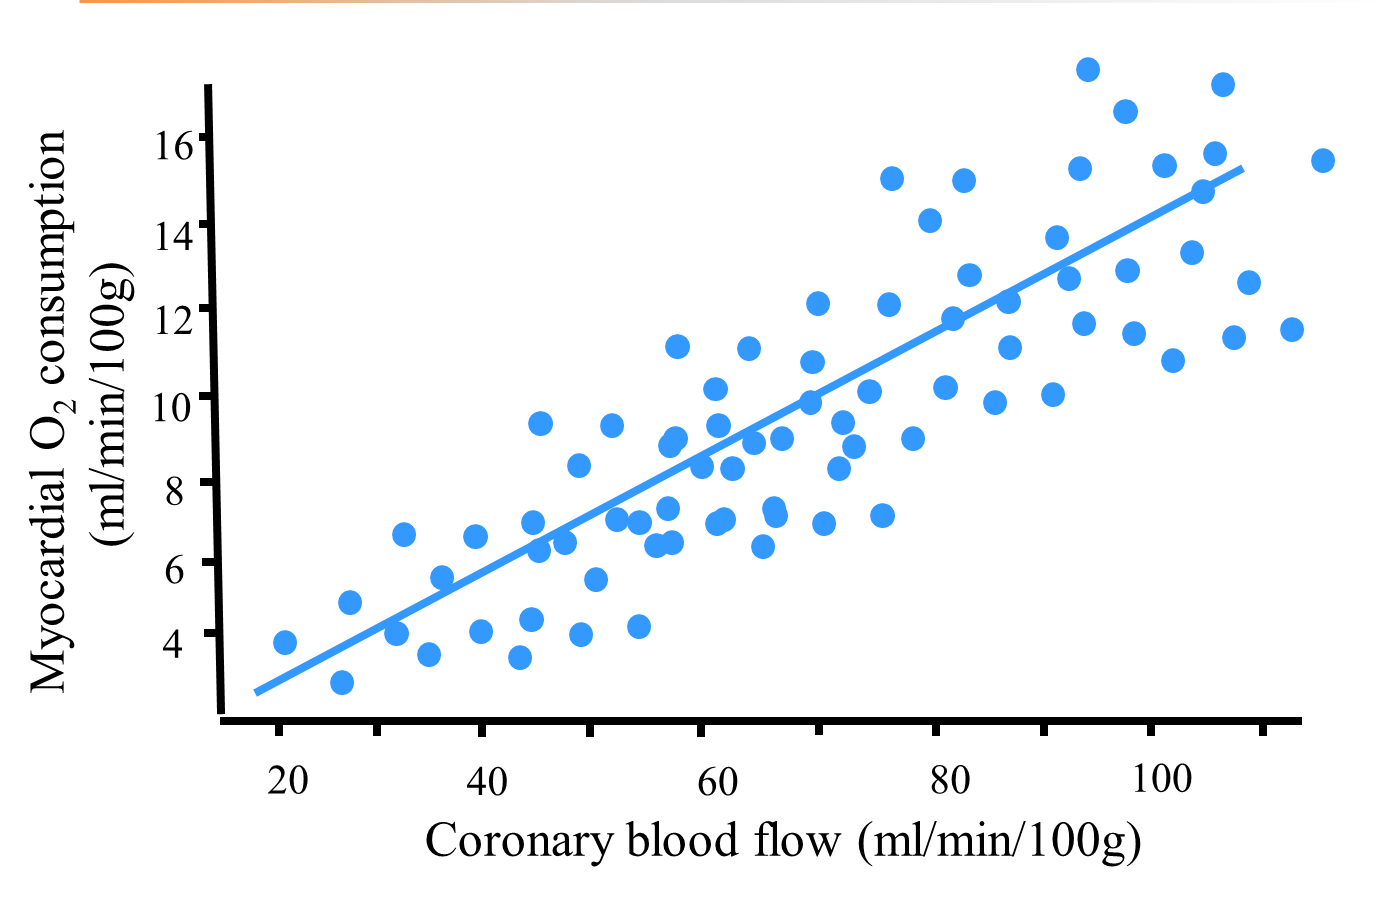 Myocardial O₂ consumption
(ml/min/100g)
16
14
12
10
8
6
4
20 40 60 80 100
Coronary blood flow (ml/min/100g)